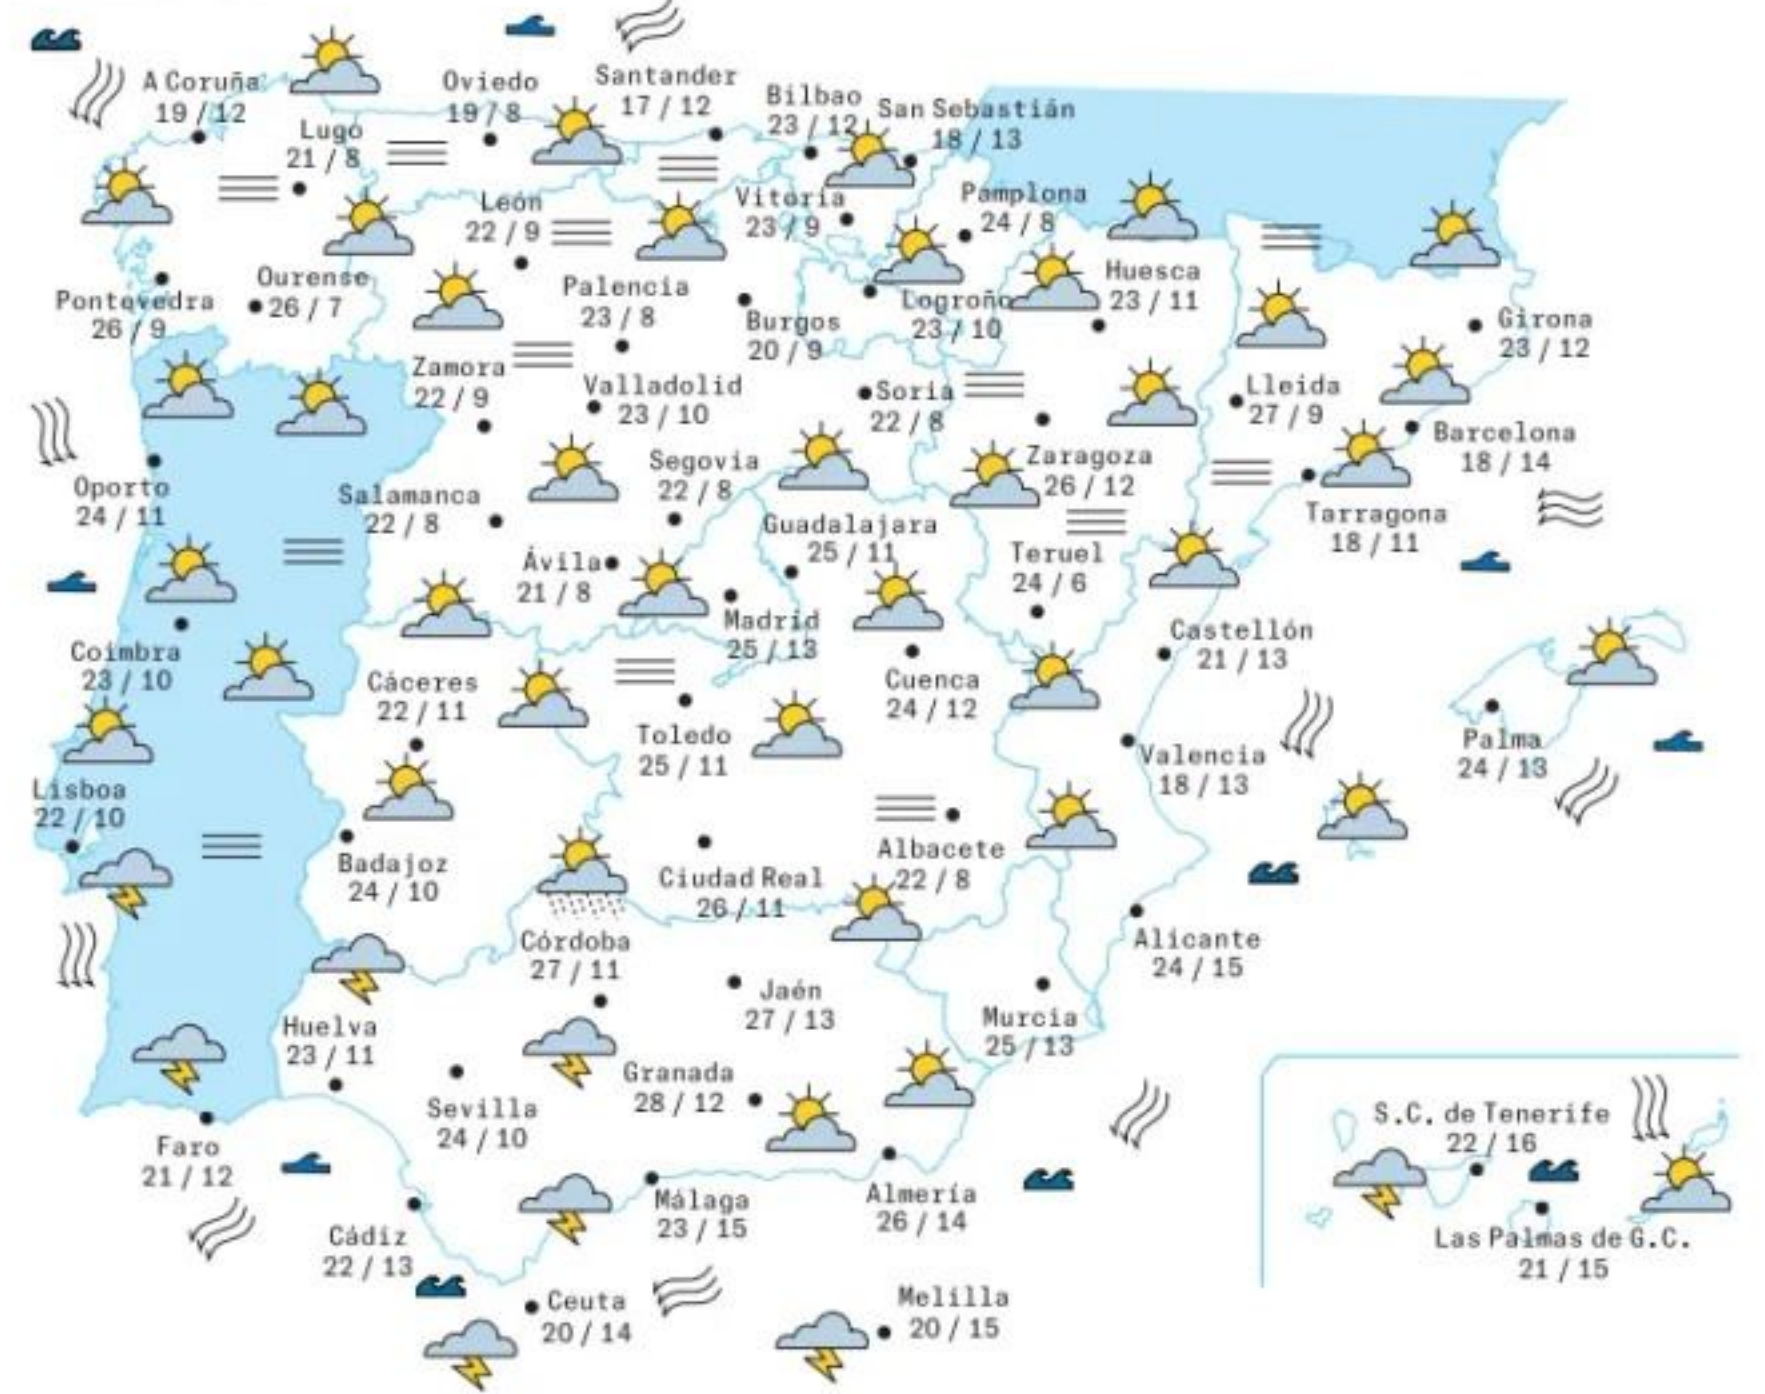 A Coruña
19 / 12
Oviedo
19 / 8
Santander
17 / 12
Bilbao
23 / 12
San Sebastián
18 / 13
Lugo
21 / 8
León
22 / 9
Vitoria
23 / 9
Pamplona
24 / 8
Pontevedra
26 / 9
Ourense
26 / 7
Palencia
23 / 8
Burgos
20 / 9
Logroño
23 / 10
Huesca
23 / 11
Girona
23 / 12
Zamora
22 / 9
Valladolid
23 / 10
Soria
22 / 8
Lleida
27 / 9
Barcelona
18 / 14
Oporto
24 / 11
Salamanca
22 / 8
Segovia
22 / 8
Zaragoza
26 / 12
Tarragona
18 / 11
Guadalajara
25 / 11
Ávila
21 / 8
Teruel
24 / 6
Madrid
25 / 13
Castellón
21 / 13
Coimbra
23 / 10
Cáceres
22 / 11
Cuenca
24 / 12
Toledo
25 / 11
Valencia
18 / 13
Palma
24 / 13
Lisboa
22 / 10
Badajoz
24 / 10
Ciudad Real
26 / 11
Albacete
22 / 8
Córdoba
27 / 11
Alicante
24 / 15
Jaén
27 / 13
Murcia
25 / 13
Huelva
23 / 11
Granada
28 / 12
Sevilla
24 / 10
Faro
21 / 12
Málaga
23 / 15
Almería
26 / 14
Cádiz
22 / 13
Ceuta
20 / 14
Melilla
20 / 15
S.C. de Tenerife
22 / 16
Las Palmas de G.C.
21 / 15